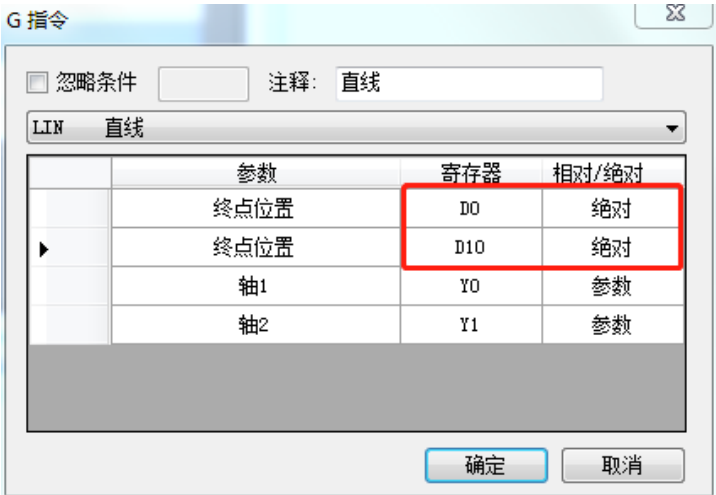 G 指令
忽略条件 注释: 直线
LIN 直线
参数 寄存器 相对/绝对
终点位置 D0 绝对
终点位置 D10 绝对
轴1 Y0 参数
轴2 Y1 参数
确定 取消